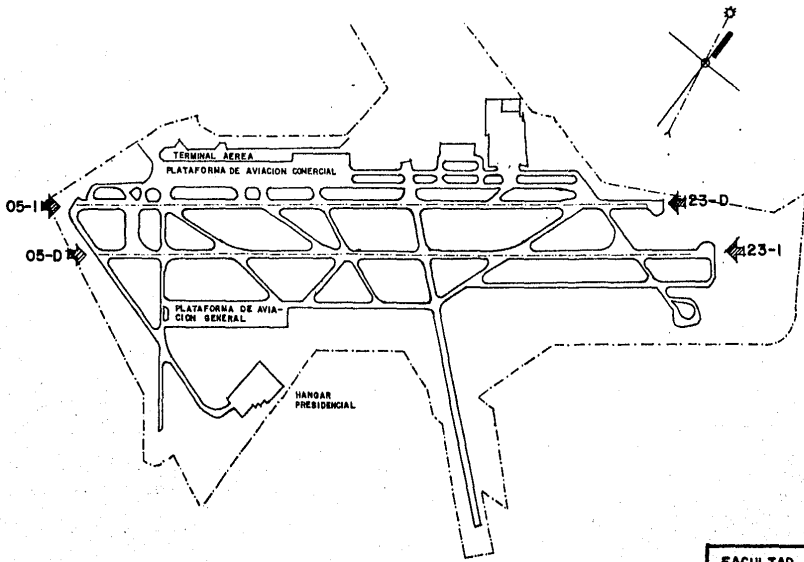 TERMINAL AEREA
PLATAFORMA DE AVIACION COMERCIAL
05-I
23-D
05-D
23-I
PLATAFORMA DE AVIA-
CION GENERAL
HANGAR
PRESIDENCIAL
FACULTAD